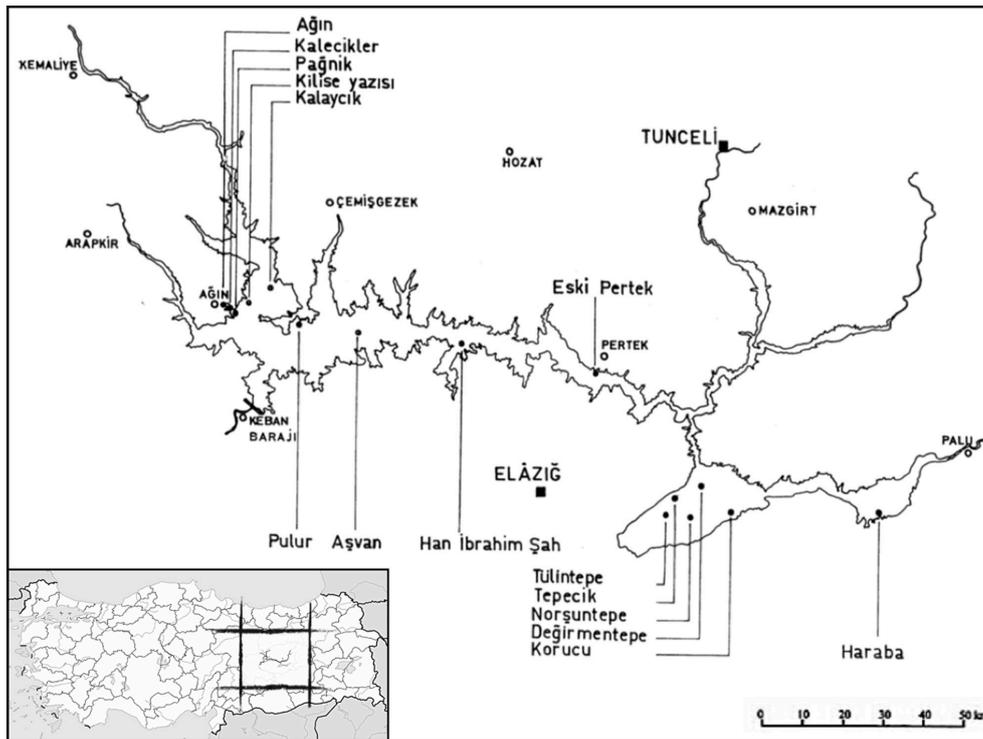 Ağın
Kalecikler
Pağnik
Kilise yazısı
Kalaycık
KEMALİYE
TUNCELİ
HOZAT
ÇEMİŞGEZEK
MAZGİRT
ARAPKİR
AĞIN
Eski Pertek
PERTEK
KEBAN
BARAJI
PALU
ELÂZIĞ
Pulur
Aşvan
Han İbrahim Şah
Tülintepe
Tepecik
Norşuntepe
Değirmentepe
Korucu
Haraba
0 10 20 30 40 50 km